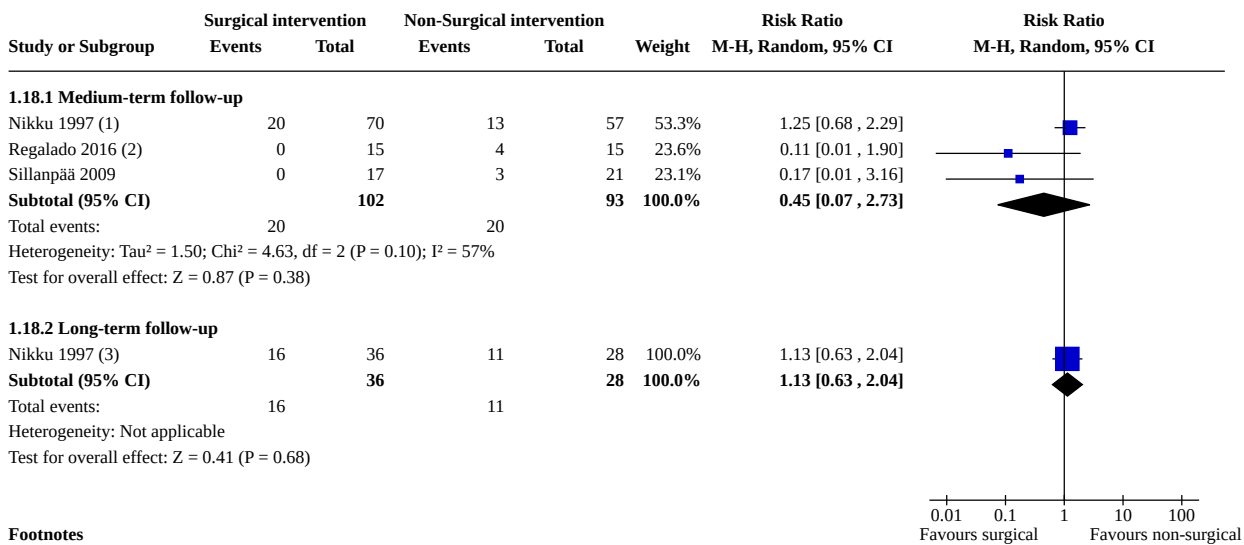 Surgical intervention Non-Surgical intervention Risk Ratio Risk Ratio
Study or Subgroup Events Total Events Total Weight M-H, Random, 95% CI M-H, Random, 95% CI
1.18.1 Medium-term follow-up
Nikku 1997 (1) 20 70 13 57 53.3% 1.25 [0.68 , 2.29]
Regalado 2016 (2) 0 15 4 15 23.6% 0.11 [0.01 , 1.90]
Sillanpää 2009 0 17 3 21 23.1% 0.17 [0.01 , 3.16]
Subtotal (95% CI) 102 93 100.0% 0.45 [0.07 , 2.73]
Total events: 20 20
Heterogeneity: Tau² = 1.50; Chi² = 4.63, df = 2 (P = 0.10); I² = 57%
Test for overall effect: Z = 0.87 (P = 0.38)
1.18.2 Long-term follow-up
Nikku 1997 (3) 16 36 11 28 100.0% 1.13 [0.63 , 2.04]
Subtotal (95% CI) 36 28 100.0% 1.13 [0.63 , 2.04]
Total events: 16 11
Heterogeneity: Not applicable
Test for overall effect: Z = 0.41 (P = 0.68)
0.01 0.1 1 10 100
Footnotes Favours surgical Favours non-surgical